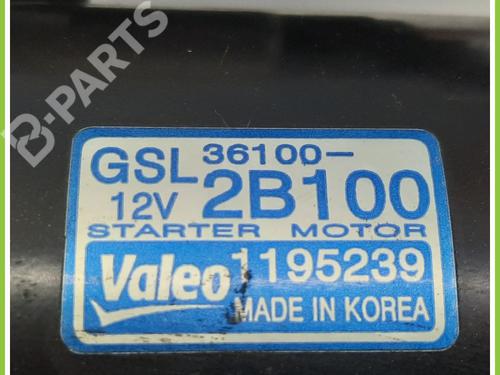 B-PARTS
GSL 36100-
12V 2B100
STARTER MOTOR
Valeo 1195239
MADE IN KOREA